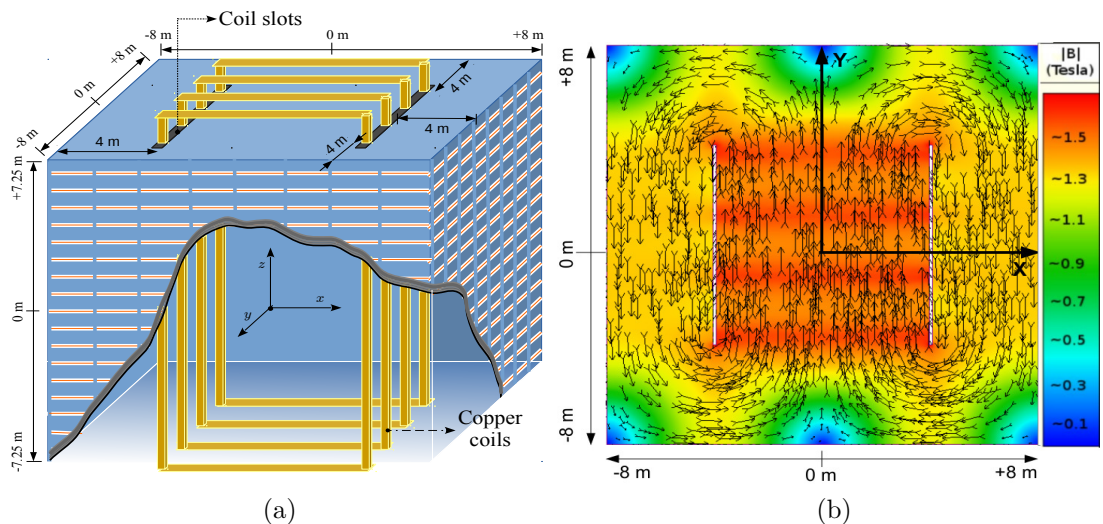 Coil slots
-8 m
0 m
+8 m
+8 m
0 m
-8 m
4 m
4 m
4 m
4 m
+7.25 m
0 m
-7.25 m
z
x
y
Copper
coils
(a)
+8 m
0 m
-8 m
Y
X
-8 m
0 m
+8 m
|B|
(Tesla)
~1.5
~1.3
~1.1
~0.9
~0.7
~0.5
~0.3
~0.1
(b)